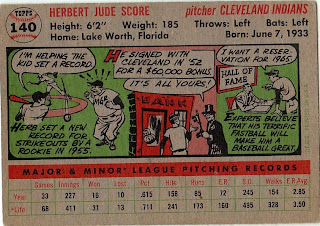 TOPPS
140
HERBERT JUDE SCORE
pitcher CLEVELAND INDIANS
Height: 6'2" Weight: 185 Throws: Left Bats: Left
Home: Lake Worth, Florida Born: June 7, 1933
I'M HELPING THE
KID SET A RECORD.
HERB SET A NEW
RECORD FOR
STRIKEOUTS BY
A ROOKIE IN 1955.
HE SIGNED WITH
CLEVELAND IN '52
FOR A $60,000 BONUS.
IT'S ALL YOURS!
BANK
I WANT A RESER-
VATION FOR 1965.
HALL OF
FAME
EXPERTS BELIEVE
THAT HIS TERRIFIC
FASTBALL WILL
MAKE HIM A
BASEBALL GREAT.
MAJOR & MINOR LEAGUE PITCHING RECORDS
Games Innings Won Lost Pct. Hits Runs E.R. S.O. Walks E.R. Aver.
Year 33 227 16 10 .615 158 85 72 245 154 2.85
Life 68 411 31 13 173 160 495 328 3.50